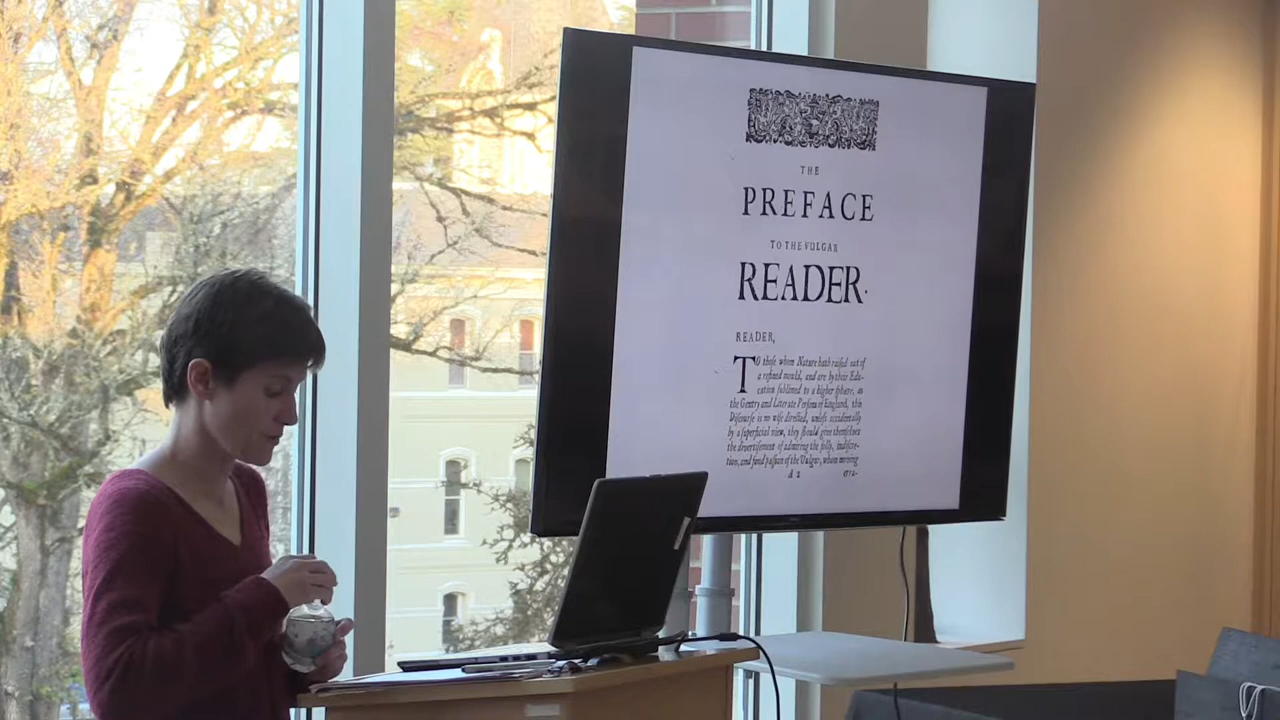 THE
PREFACE
TO THE VULGAR
READER.
READER,
To those whom Nature hath raised out of
a refined mould, and are by their Edu-
cation sublimed to a higher sphere, as
the Gentry and Literate Persons of England, this
Discourse is no wise directed, unless accidentally
by a superficial view, they should give themselves
the divertisement of admiring the folly, indiscre-
tion, and fond passion of the Vulgar, whom